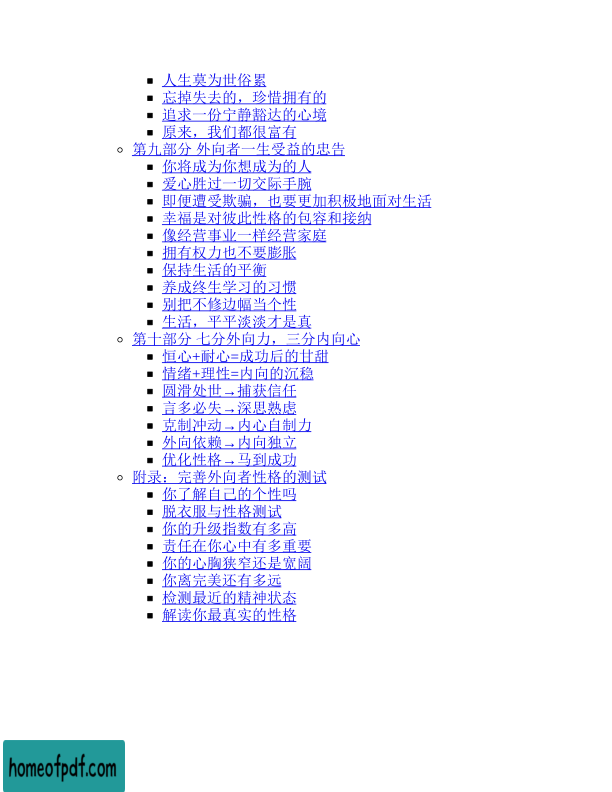 人生莫为世俗累
忘掉失去的，珍惜拥有的
追求一份宁静豁达的心境
原来，我们都很富有
第九部分 外向者一生受益的忠告
你将成为你想成为的人
爱心胜过一切交际手腕
即便遭受欺骗，也要更加积极地面对生活
幸福是对彼此性格的包容和接纳
像经营事业一样经营家庭
拥有权力也不要膨胀
保持生活的平衡
养成终生学习的习惯
别把不修边幅当个性
生活，平平淡淡才是真
第十部分 七分外向力，三分内向心
恒心+耐心=成功后的甘甜
情绪+理性=内向的沉稳
圆滑处世→捕获信任
言多必失→深思熟虑
克制冲动→内心自制力
外向依赖→内向独立
优化性格→马到成功
附录：完善外向者性格的测试
你了解自己的个性吗
脱衣服与性格测试
你的升级指数有多高
责任在你心中有多重要
你的心胸狭窄还是宽阔
你离完美还有多远
检测最近的精神状态
解读你最真实的性格
homeofpdf.com